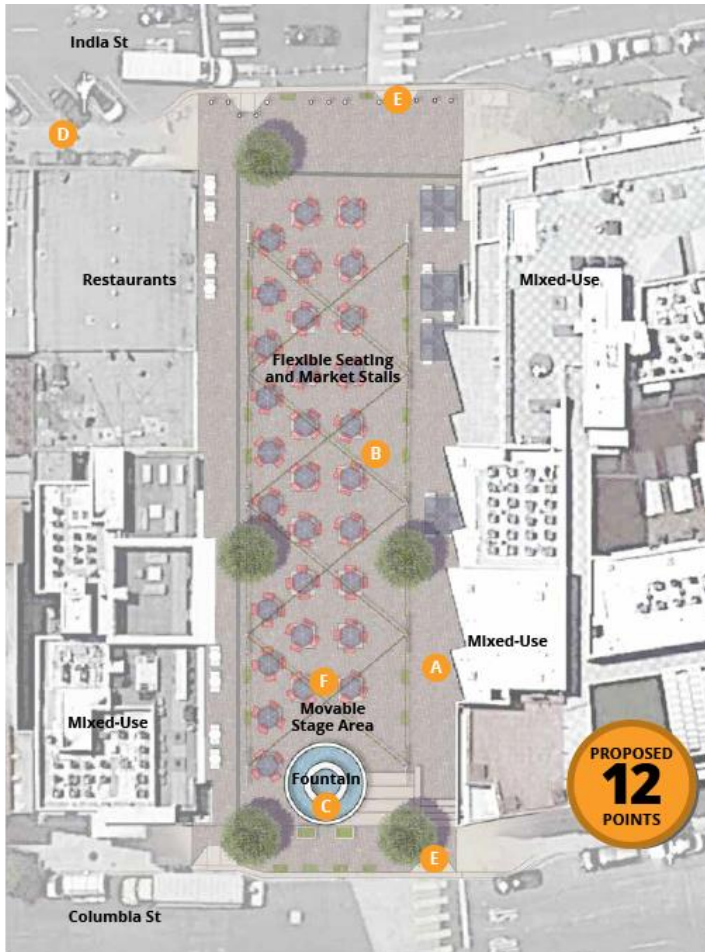 India St
E
D
Restaurants
Mixed-Use
Flexible Seating
and Market Stalls
B
A
Mixed-Use
F
Movable
Stage Area
Mixed-Use
Fountain
C
PROPOSED
12
POINTS
E
Columbia St